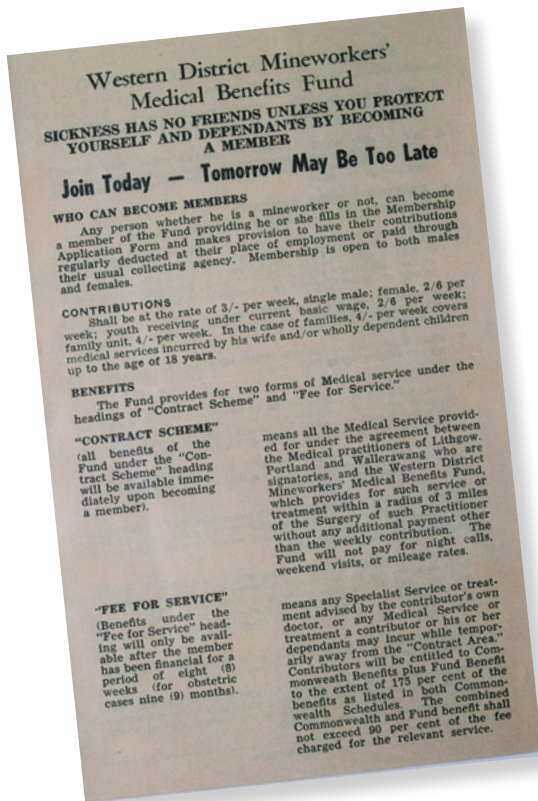 Western District Mineworkers'
Medical Benefits Fund
SICKNESS HAS NO FRIENDS UNLESS YOU PROTECT
YOURSELF AND DEPENDANTS BY BECOMING
A MEMBER
Join Today — Tomorrow May Be Too Late
WHO CAN BECOME MEMBERS
Any person whether he is a mineworker or not, can become
a member of the Fund providing he or she fills in the Membership
Application Form and makes provision to have their contributions
regularly deducted at their place of employment or paid through
their usual collecting agency. Membership is open to both males
and females.
CONTRIBUTIONS
Shall be at the rate of 3/- per week, single male; female, 2/6 per
week; youth receiving under current basic wage, 2/6 per week;
family unit, 4/- per week. In the case of families, 4/- per week covers
medical services incurred by his wife and/or wholly dependent children
up to the age of 18 years.
BENEFITS
The Fund provides for two forms of Medical service under the
headings of "Contract Scheme" and "Fee for Service."
"CONTRACT SCHEME"
(all benefits of the
Fund under the "Con-
tract Scheme" heading
will be available imme-
diately upon becoming
a member).
means all the Medical Service provid-
ed for under the agreement between
the Medical practitioners of Lithgow.
Portland and Wallerawang who are
signatories, and the Western District
Mineworkers' Medical Benefits Fund,
which provides for such service or
treatment within a radius of 3 miles
of the Surgery of such Practitioner
without any additional payment other
than the weekly contribution. The
Fund will not pay for night calls,
weekend visits, or mileage rates.
"FEE FOR SERVICE"
(Benefits under the
"Fee for Service" head-
ing will only be avail-
able after the member
has been financial for a
period of eight (8)
weeks (for obstetric
cases nine (9) months).
means any Specialist Service or treat-
ment advised by the contributor's own
doctor, or any Medical Service or
treatment a contributor or his or her
dependants may incur while tempor-
arily away from the "Contract Area."
Contributors will be entitled to Com-
monweath Benefits plus Fund Benefit
to the extent of 175 per cent of the
benefits as listed in both Common-
wealth Schedules. The combined
Commonwealth and Fund benefit shall
not exceed 90 per cent of the fee
charged for the relevant service.